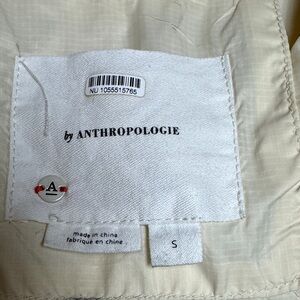 NU 1055515765
by ANTHROPOLOGIE
A
made in china
fabriqué en chine
S